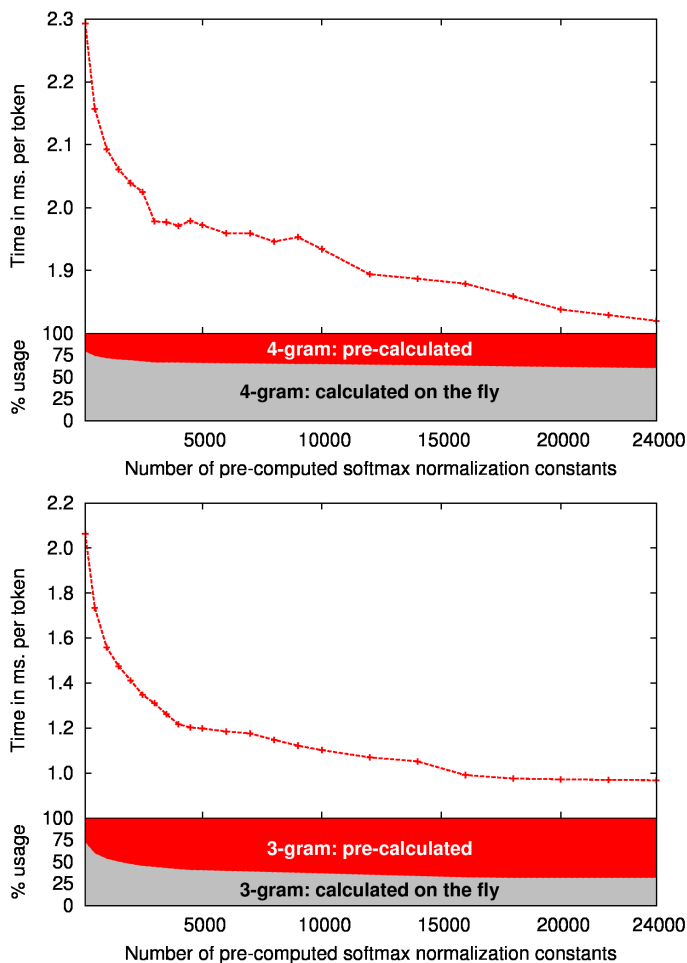 2.3
2.2
2.1
2.0
1.9
Time in ms. per token
100
75
50
25
0
% usage
4-gram: pre-calculated
4-gram: calculated on the fly
5000 10000 15000 20000 24000
Number of pre-computed softmax normalization constants
2.2
2.0
1.8
1.6
1.4
1.2
1.0
Time in ms. per token
100
75
50
25
0
% usage
3-gram: pre-calculated
3-gram: calculated on the fly
5000 10000 15000 20000 24000
Number of pre-computed softmax normalization constants